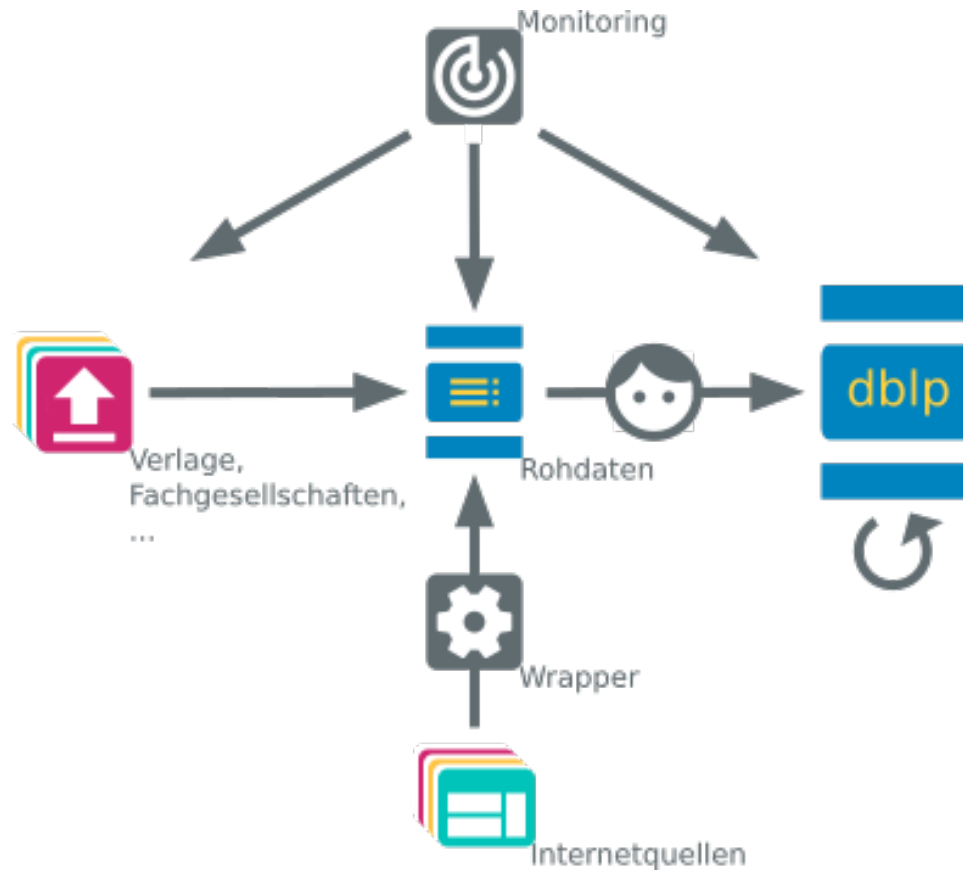 Monitoring
dblp
Verlage,
Fachgesellschaften,
...
Rohdaten
Wrapper
Internetquellen